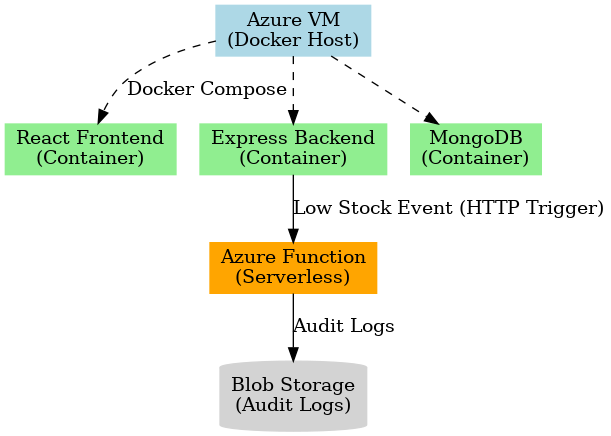 Azure VM
(Docker Host)
Docker Compose
React Frontend
(Container)
Express Backend
(Container)
MongoDB
(Container)
Low Stock Event (HTTP Trigger)
Azure Function
(Serverless)
Audit Logs
Blob Storage
(Audit Logs)